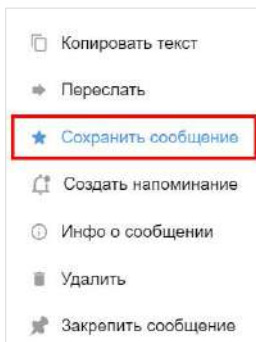 Копировать текст
Переслать
Сохранить сообщение
Создать напоминание
Инфо о сообщении
Удалить
Закрепить сообщение